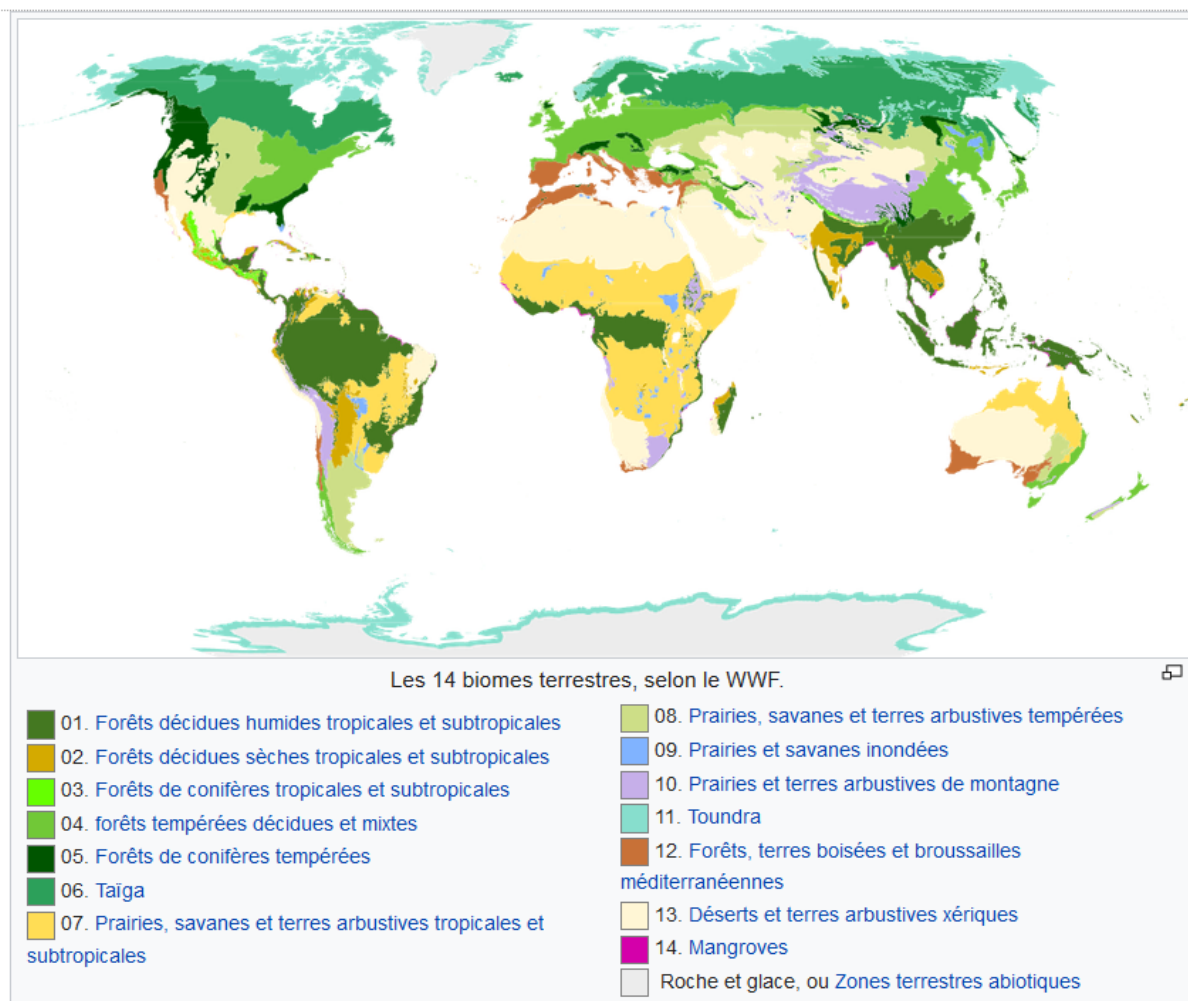 Les 14 biomes terrestres, selon le WWF.
01. Forêts décidues humides tropicales et subtropicales
02. Forêts décidues sèches tropicales et subtropicales
03. Forêts de conifères tropicales et subtropicales
04. forêts tempérées décidues et mixtes
05. Forêts de conifères tempérées
06. Taïga
07. Prairies, savanes et terres arbustives tropicales et
subtropicales
08. Prairies, savanes et terres arbustives tempérées
09. Prairies et savanes inondées
10. Prairies et terres arbustives de montagne
11. Toundra
12. Forêts, terres boisées et broussailles
méditerranéennes
13. Déserts et terres arbustives xériques
14. Mangroves
Roche et glace, ou Zones terrestres abiotiques